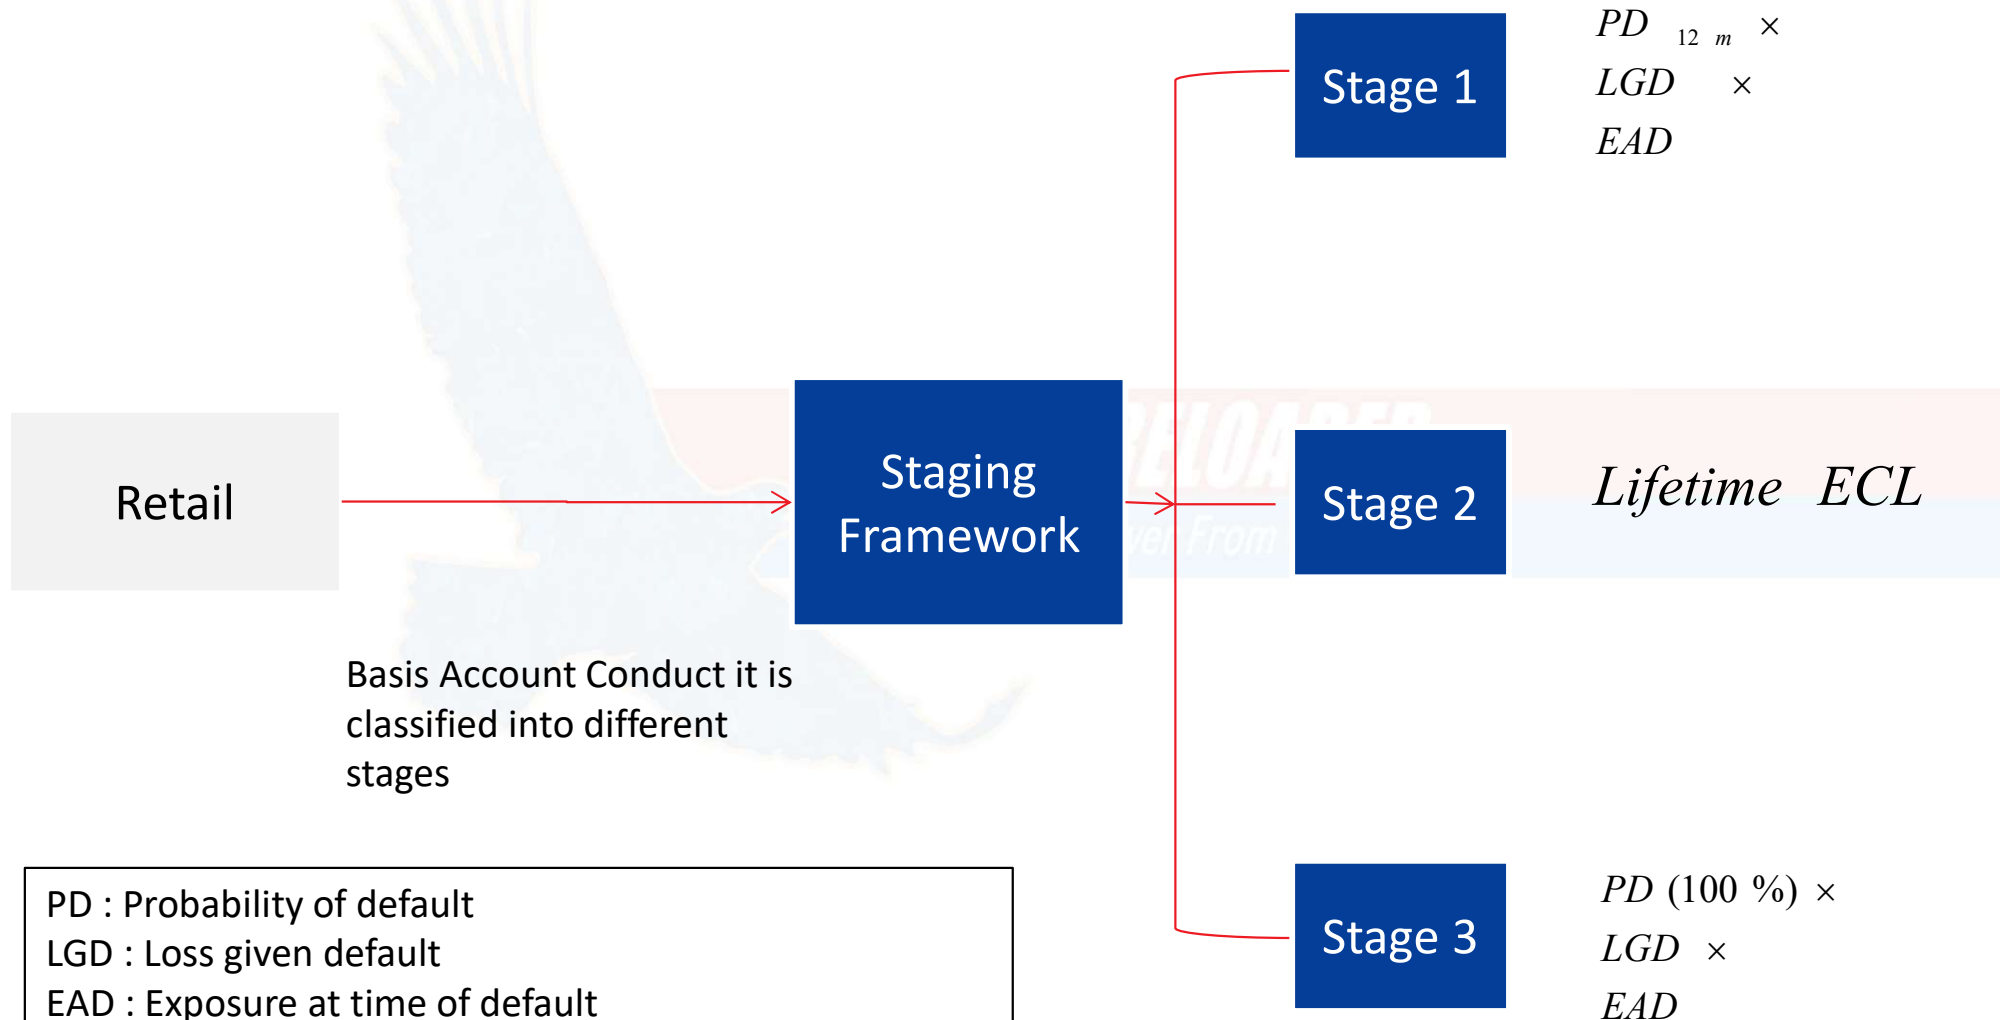 PD 12 m ×
LGD ×
EAD
Stage 1
Retail
Staging
Framework
Stage 2
Lifetime ECL
Basis Account Conduct it is
classified into different
stages
Stage 3
PD (100 %) ×
LGD ×
EAD
PD : Probability of default
LGD : Loss given default
EAD : Exposure at time of default